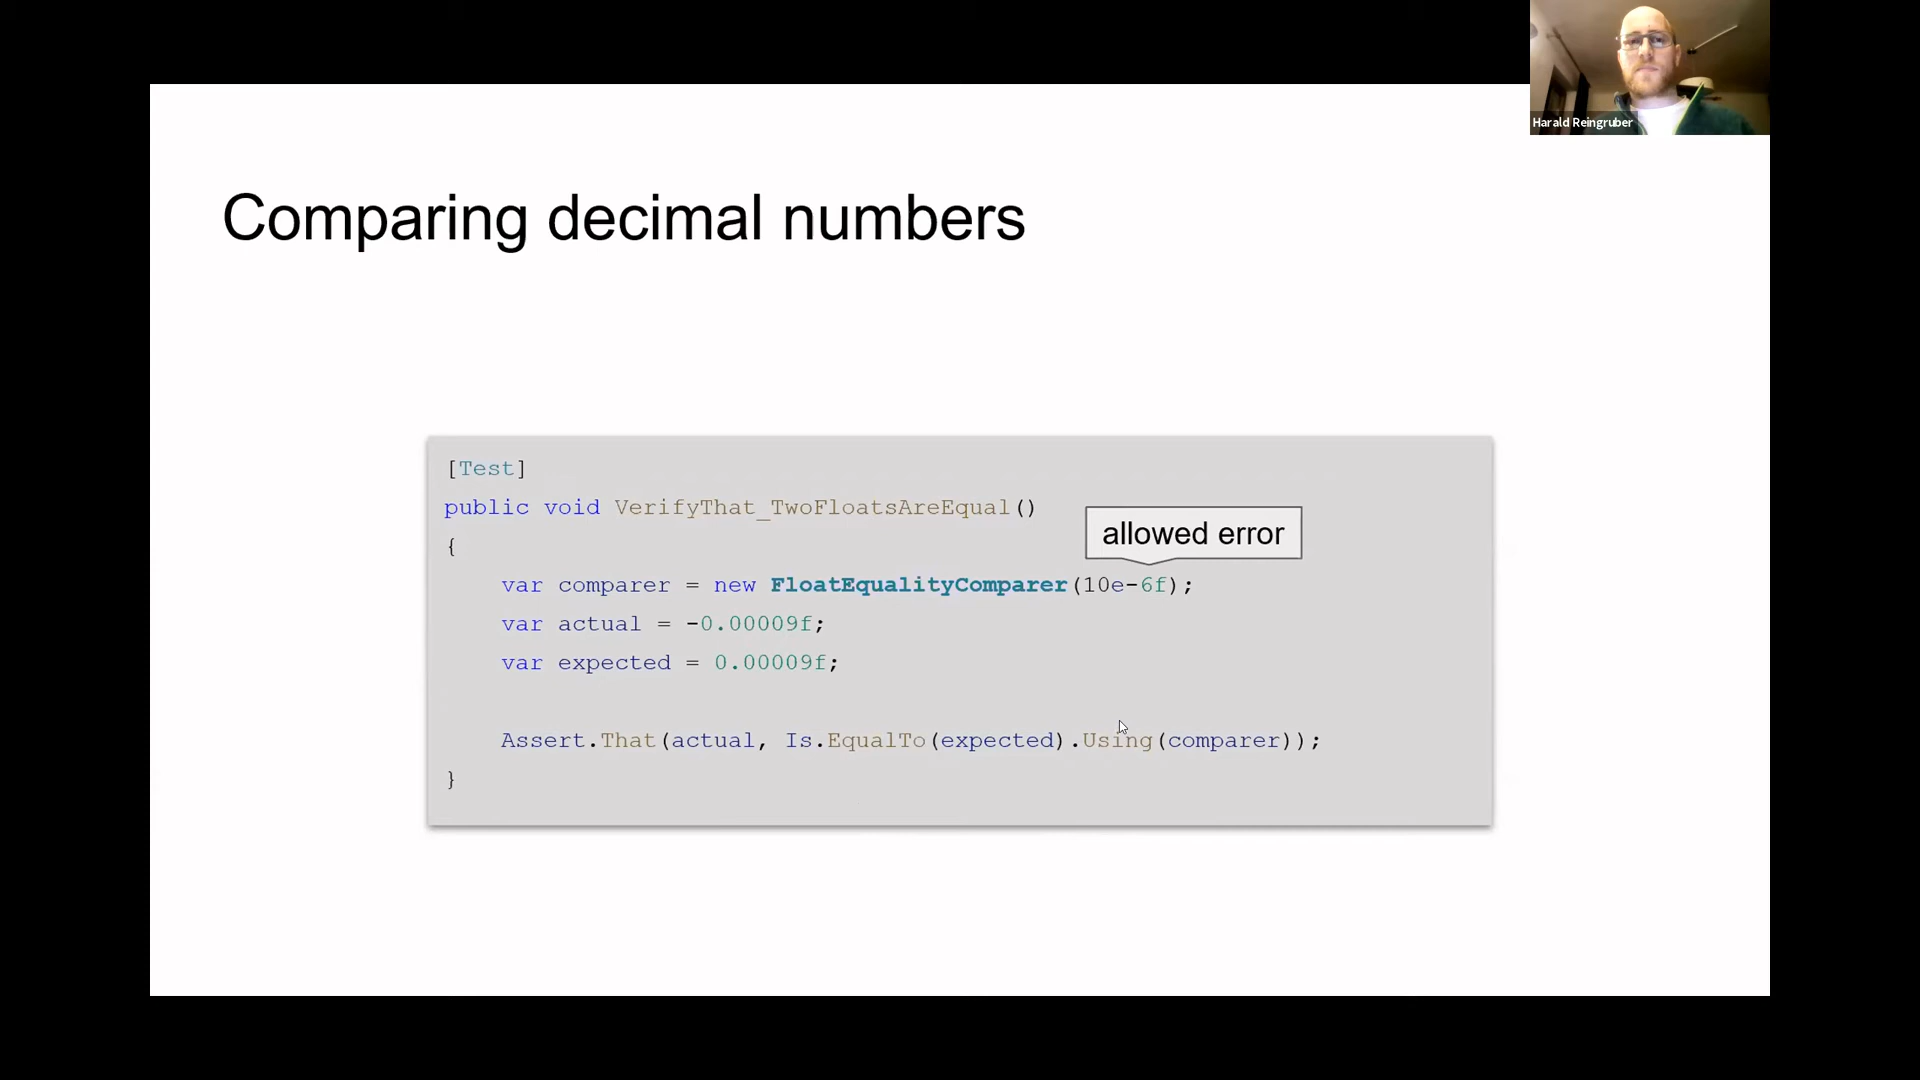 Harald Reingruber
Comparing decimal numbers
[Test]
public void VerifyThat_TwoFloatsAreEqual()
allowed error
{
var comparer = new FloatEqualityComparer(10e-6f);
var actual = -0.00009f;
var expected = 0.00009f;
Assert.That(actual, Is.EqualTo(expected).Using(comparer));
}